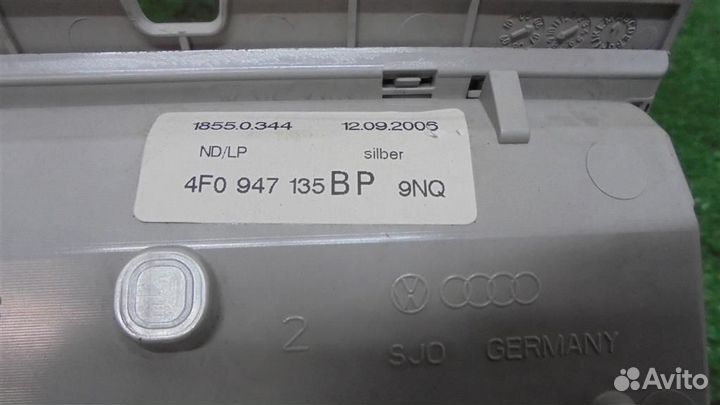 1855.0.344 12.09.2006
ND/LP silber
4F0 947 135 BP 9NQ
2
SJO GERMANY
Avito